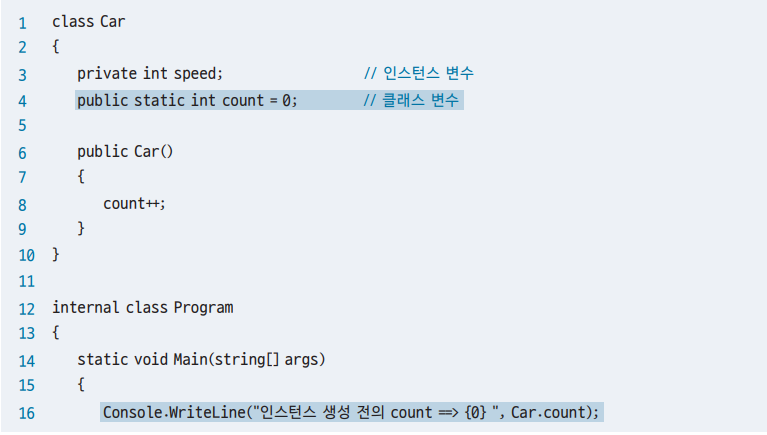 1 class Car
2 {
3 private int speed; // 인스턴스 변수
4 public static int count = 0; // 클래스 변수
5
6 public Car()
7 {
8 count++;
9 }
10 }
11
12 internal class Program
13 {
14 static void Main(string[] args)
15 {
16 Console.WriteLine("인스턴스 생성 전의 count ==> {0} ", Car.count);